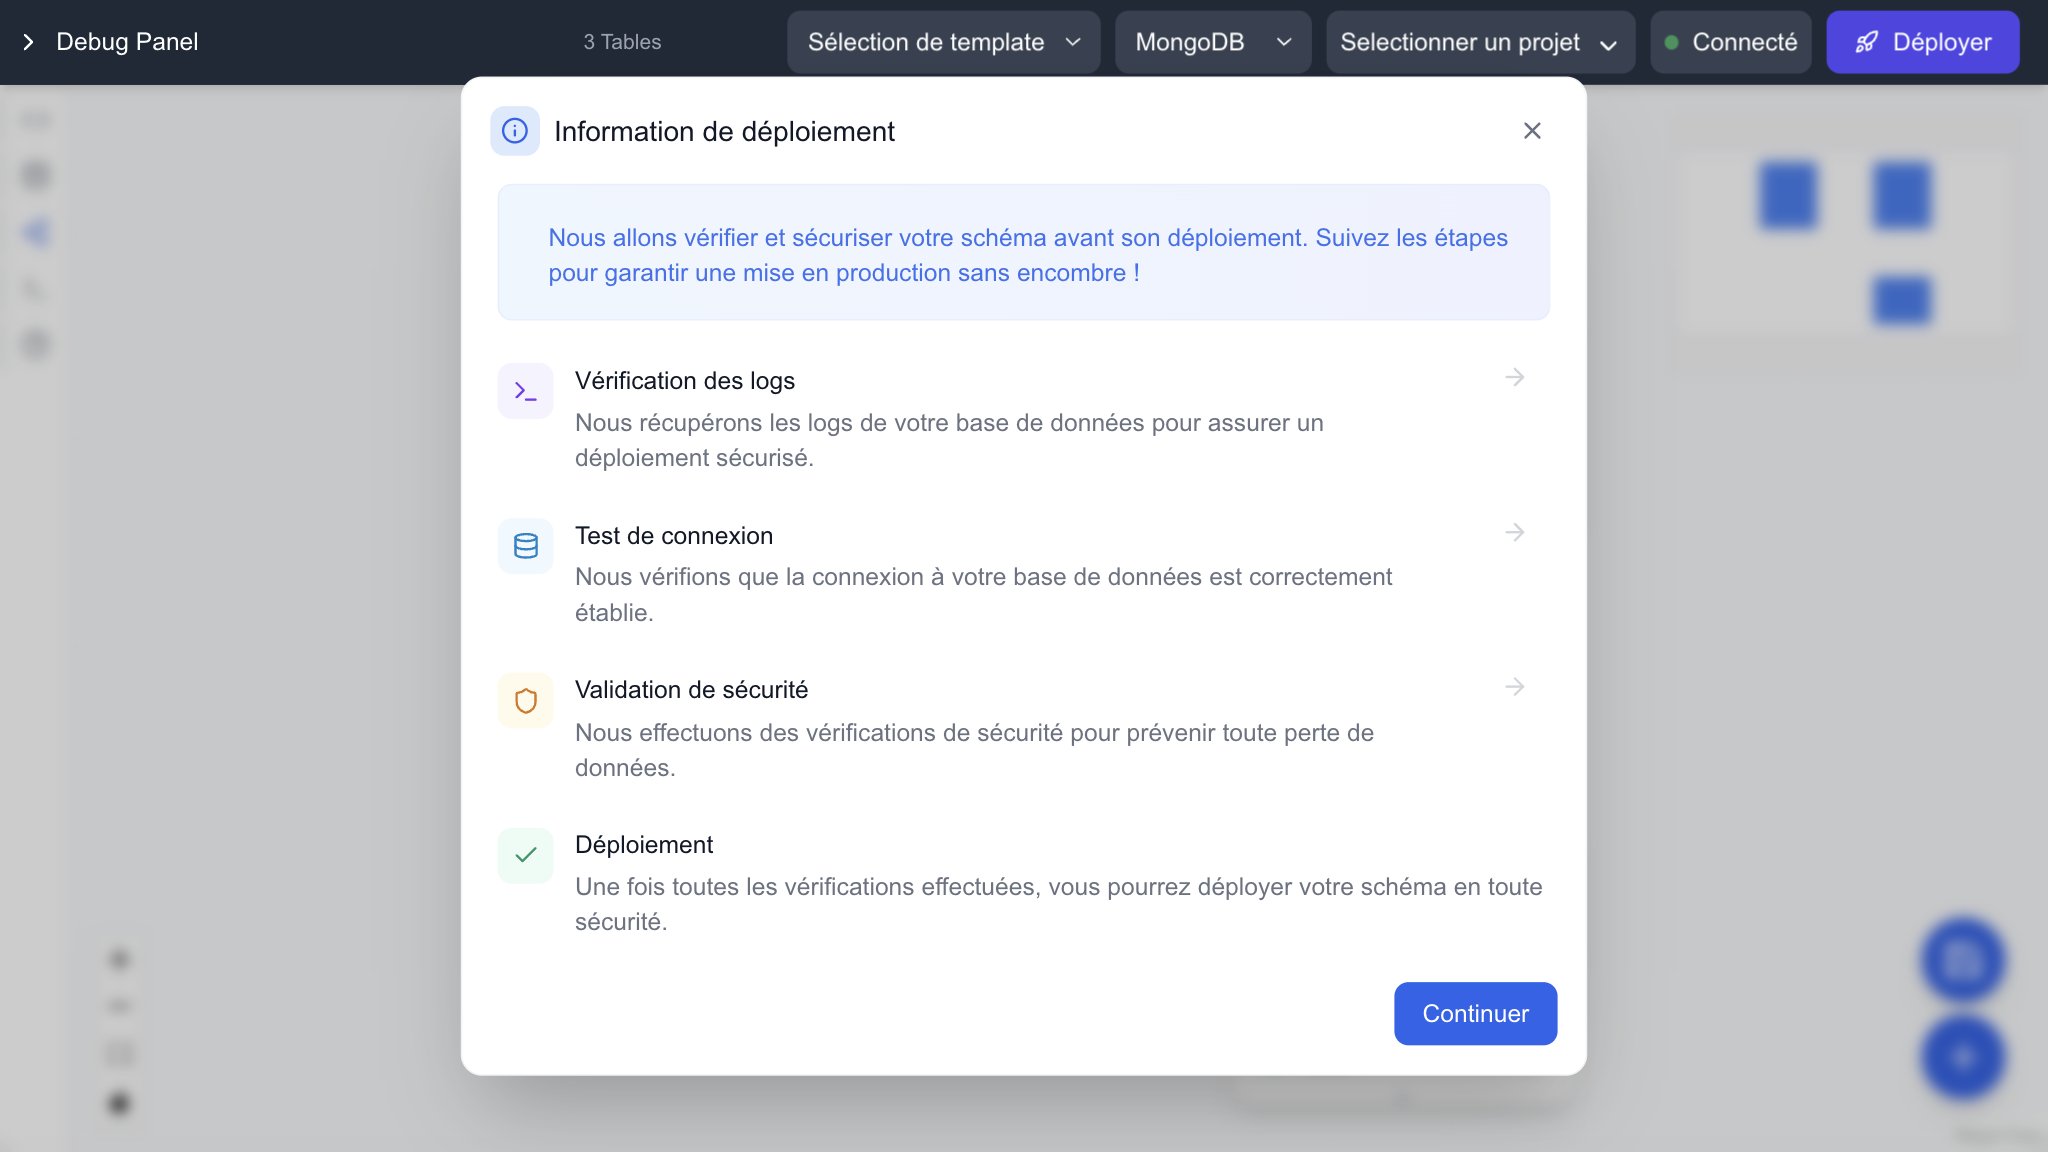 Debug Panel
3 Tables
Sélection de template
MongoDB
Selectionner un projet
Connecté
Déployer
Information de déploiement
Nous allons vérifier et sécuriser votre schéma avant son déploiement. Suivez les étapes
pour garantir une mise en production sans encombre !
Vérification des logs
Nous récupérons les logs de votre base de données pour assurer un
déploiement sécurisé.
Test de connexion
Nous vérifions que la connexion à votre base de données est correctement
établie.
Validation de sécurité
Nous effectuons des vérifications de sécurité pour prévenir toute perte de
données.
Déploiement
Une fois toutes les vérifications effectuées, vous pourrez déployer votre schéma en toute
sécurité.
Continuer